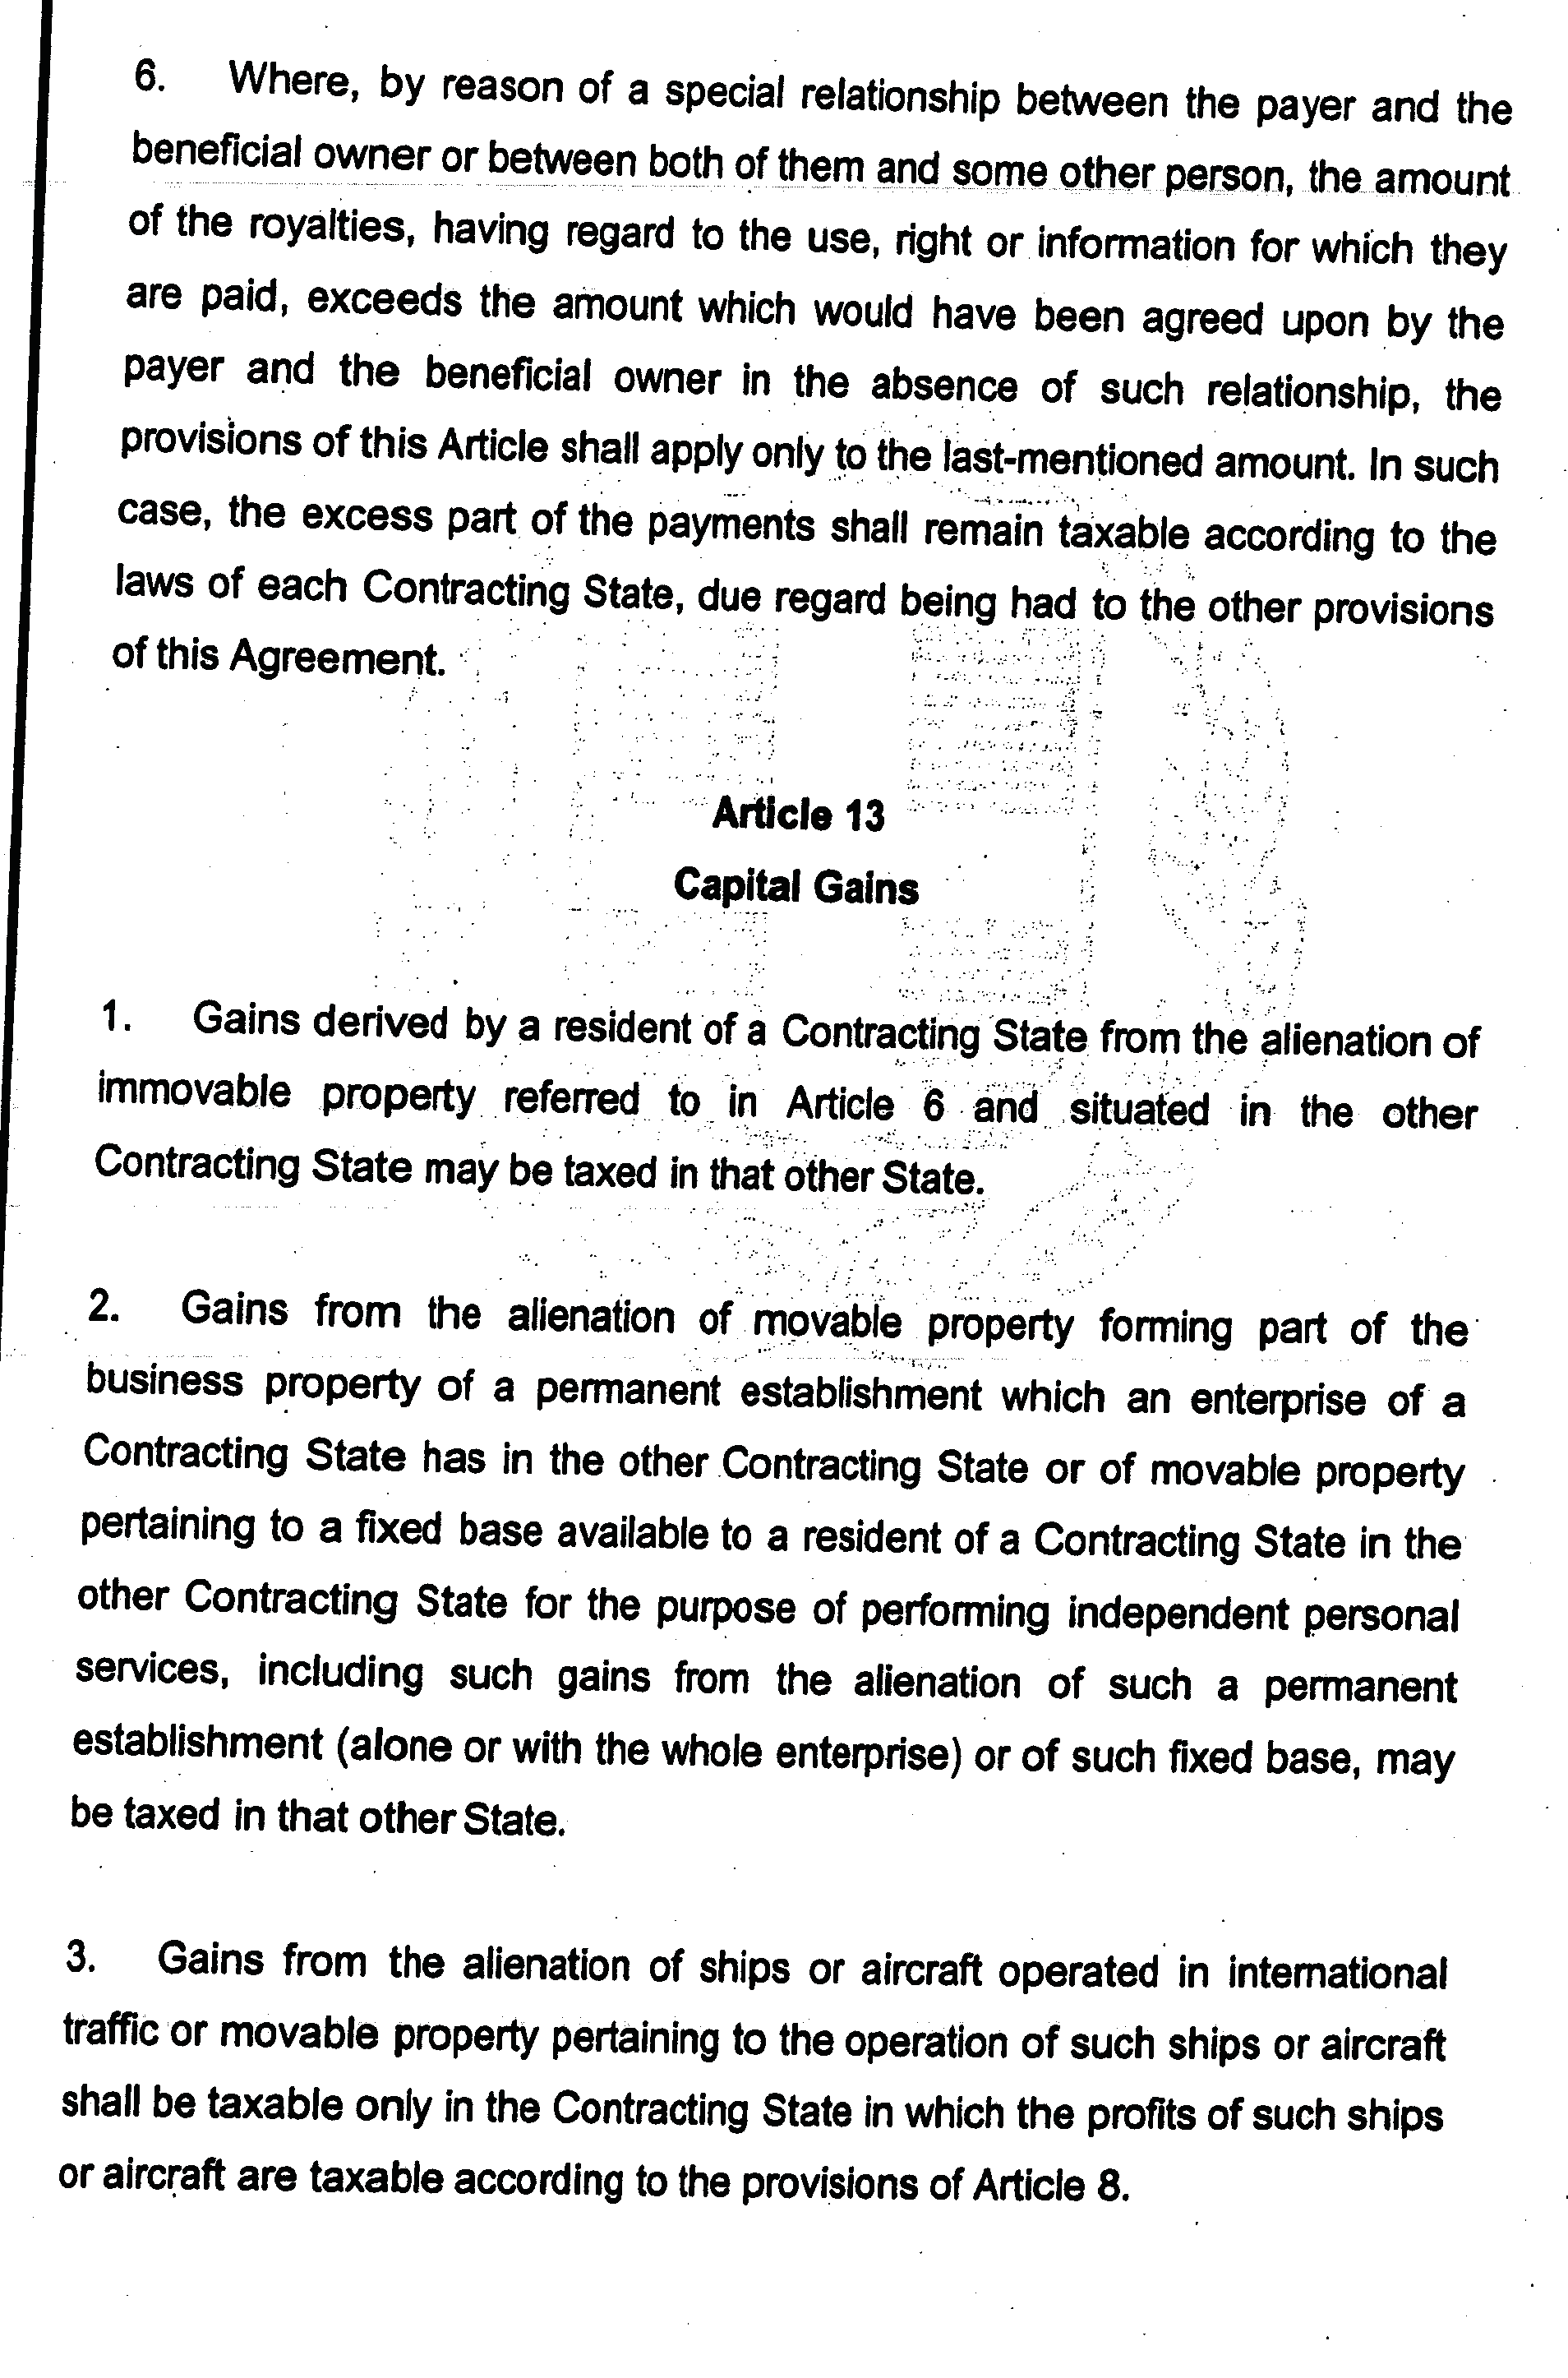 6. Where, by reason of a special relationship between the payer and the
beneficial owner or between both of them and some other person, the amount
of the royalties, having regard to the use, right or information for which they
are paid, exceeds the amount which would have been agreed upon by the
payer and the beneficial owner in the absence of such relationship, the
provisions of this Article shall apply only to the last-mentioned amount. In such
case, the excess part of the payments shall remain taxable according to the
laws of each Contracting State, due regard being had to the other provisions
of this Agreement.
Article 13
Capital Gains
1. Gains derived by a resident of a Contracting State from the alienation of
immovable property referred to in Article 6 and situated in the other
Contracting State may be taxed in that other State.
2. Gains from the alienation of movable property forming part of the
business property of a permanent establishment which an enterprise of a
Contracting State has in the other Contracting State or of movable property
pertaining to a fixed base available to a resident of a Contracting State in the
other Contracting State for the purpose of performing independent personal
services, including such gains from the alienation of such a permanent
establishment (alone or with the whole enterprise) or of such fixed base, may
be taxed in that other State.
3. Gains from the alienation of ships or aircraft operated in international
traffic or movable property pertaining to the operation of such ships or aircraft
shall be taxable only in the Contracting State in which the profits of such ships
or aircraft are taxable according to the provisions of Article 8.